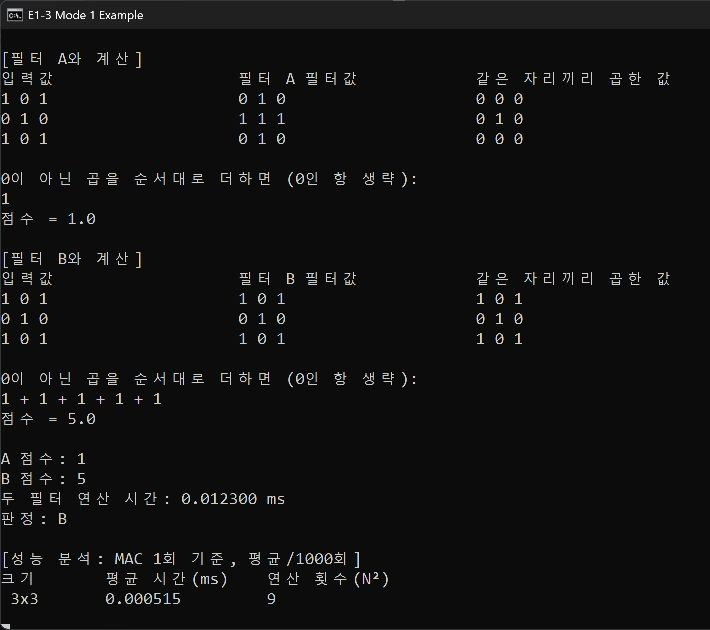 E1-3 Mode 1 Example
[필터 A와 계산]
입력값 필터 A 필터값 같은 자리끼리 곱한 값
1 0 1 0 1 0 0 0 0
0 1 0 1 1 1 0 1 0
1 0 1 0 1 0 0 0 0
0이 아닌 곱을 순서대로 더하면 (0인 항 생략):
1
점수 = 1.0
[필터 B와 계산]
입력값 필터 B 필터값 같은 자리끼리 곱한 값
1 0 1 1 0 1 1 0 1
0 1 0 0 1 0 0 1 0
1 0 1 1 0 1 1 0 1
0이 아닌 곱을 순서대로 더하면 (0인 항 생략):
1 + 1 + 1 + 1 + 1
점수 = 5.0
A 점수: 1
B 점수: 5
두 필터 연산 시간: 0.012300 ms
판정: B
[성능 분석: MAC 1회 기준, 평균/1000회]
크기 평균 시간(ms) 연산 횟수(N²)
3x3 0.000515 9